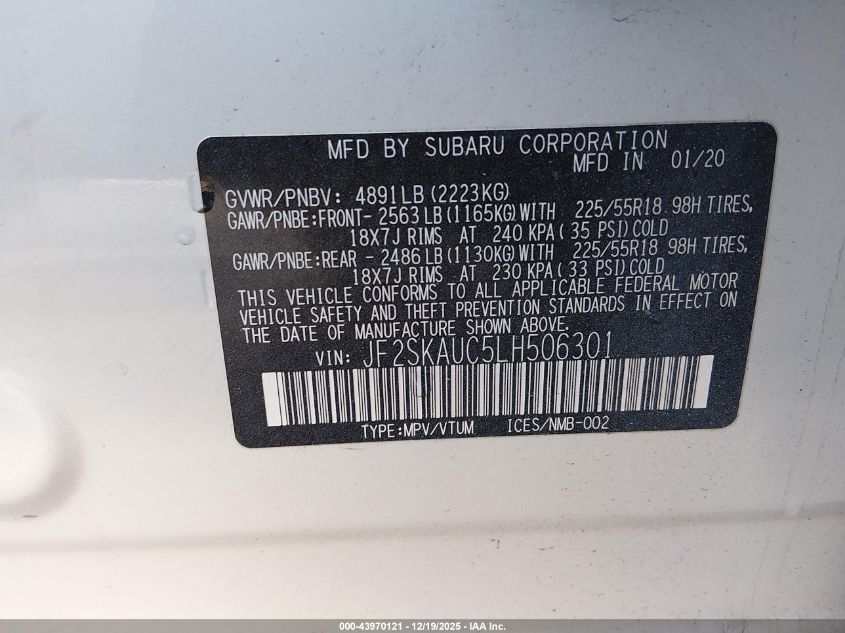 MFD BY SUBARU CORPORATION
MFD IN 01/20
GVWR/PNBV: 4891LB (2223KG)
GAWR/PNBE:FRONT- 2563LB(1165KG)WITH 225/55R18 98H TIRES,
18X7J RIMS AT 240 KPA( 35 PSI)COLD
GAWR/PNBE:REAR - 2486LB(1130KG)WITH 225/55R18 98H TIRES,
18X7J RIMS AT 230 KPA( 33 PSI)COLD
THIS VEHICLE CONFORMS TO ALL APPLICABLE FEDERAL MOTOR
VEHICLE SAFETY AND THEFT PREVENTION STANDARDS IN EFFECT ON
THE DATE OF MANUFACTURE SHOWN ABOVE.
VIN: JF2SKAUC5LH506301
TYPE:MPV/VTUM ICES/NMB-002
000-43970121 - 12/19/2025 - IAA Inc.